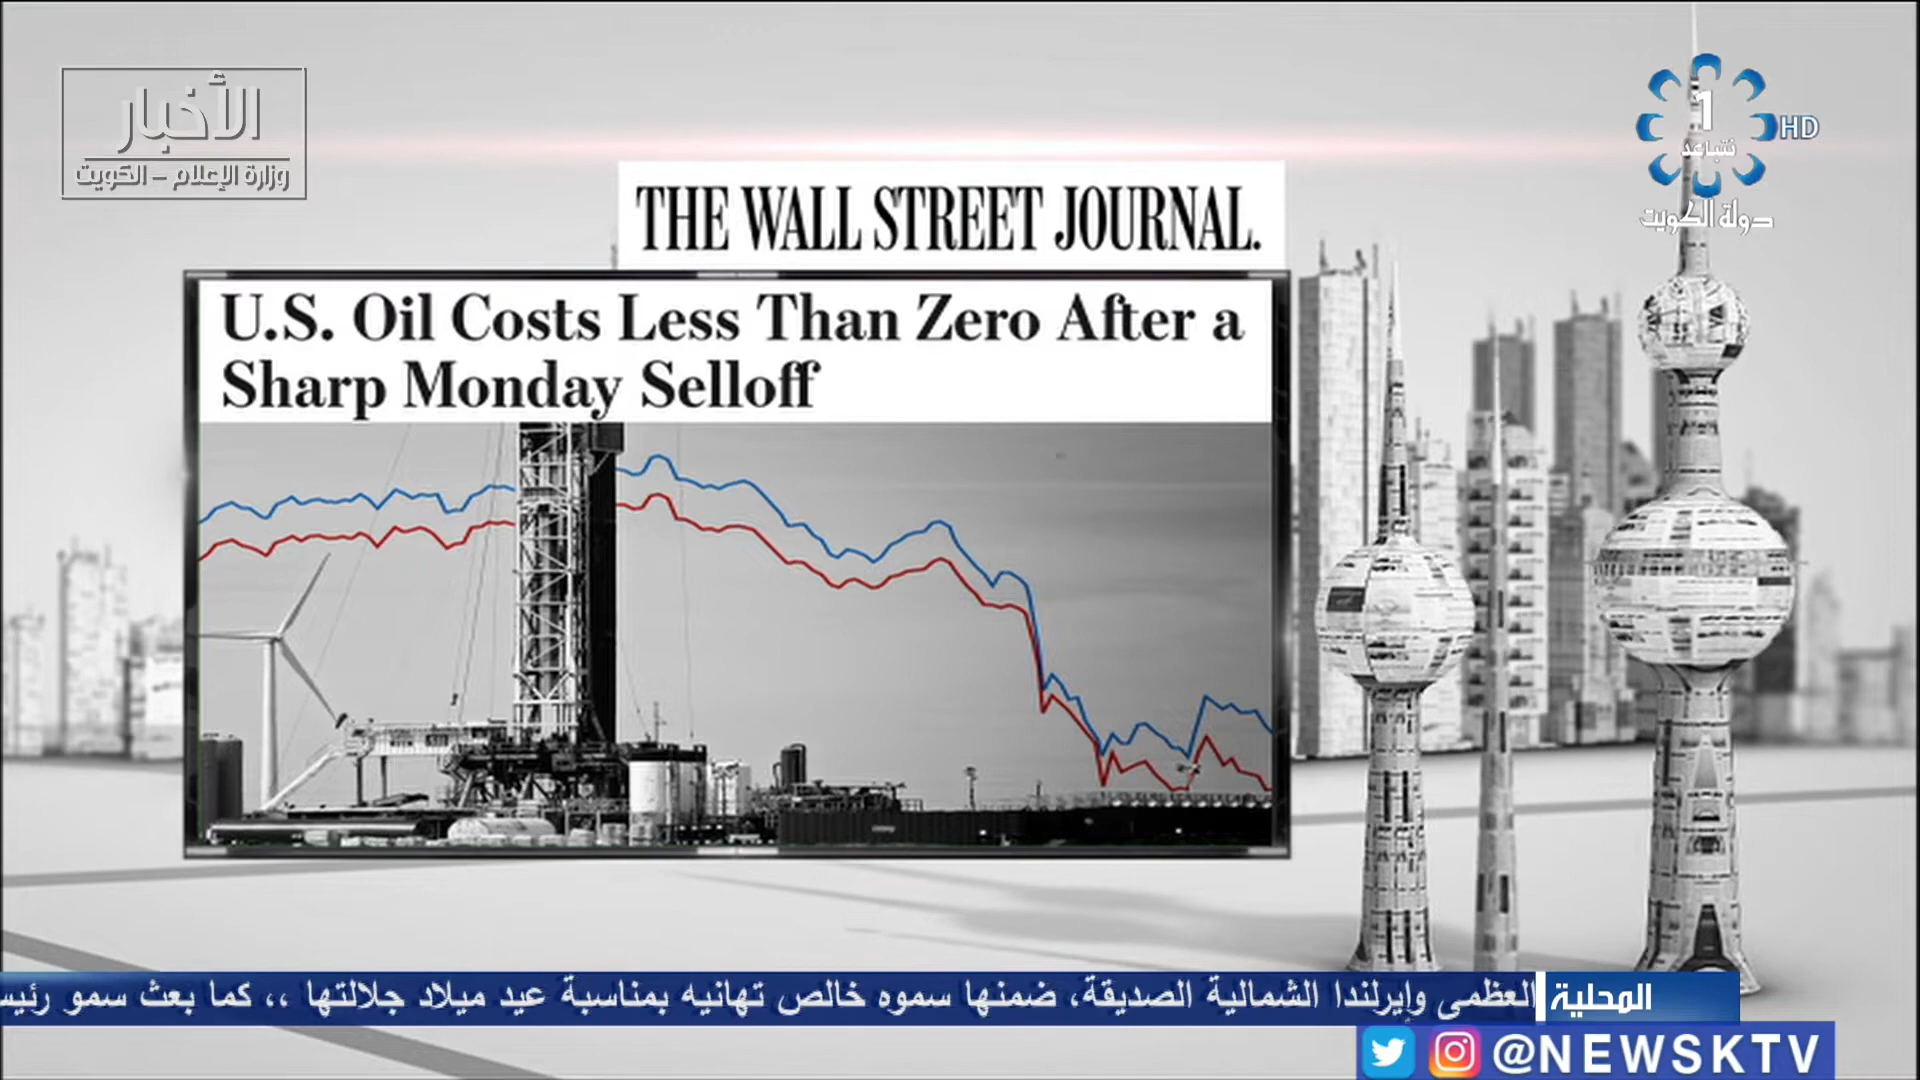 الأخبار
وزارة الإعلام – الكويت
1
نتباعد
HD
دولة الكويت
THE WALL STREET JOURNAL.
U.S. Oil Costs Less Than Zero After a
Sharp Monday Selloff
المحلية
العظمى وإيرلندا الشمالية الصديقة، ضمنها سموه خالص تهانيه بمناسبة عيد ميلاد جلالتها ،، كما بعث سمو رئيس
@NEWSKTV